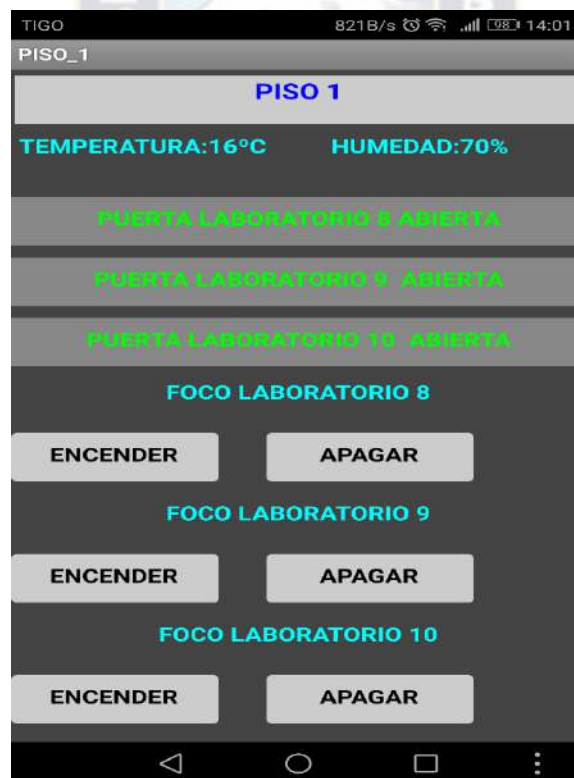 TIGO 821B/s 98 14:01
PISO_1
PISO 1
TEMPERATURA:16ºC HUMEDAD:70%
PUERTA LABORATORIO 8 ABIERTA
PUERTA LABORATORIO 9 ABIERTA
PUERTA LABORATORIO 10 ABIERTA
FOCO LABORATORIO 8
ENCENDER APAGAR
FOCO LABORATORIO 9
ENCENDER APAGAR
FOCO LABORATORIO 10
ENCENDER APAGAR